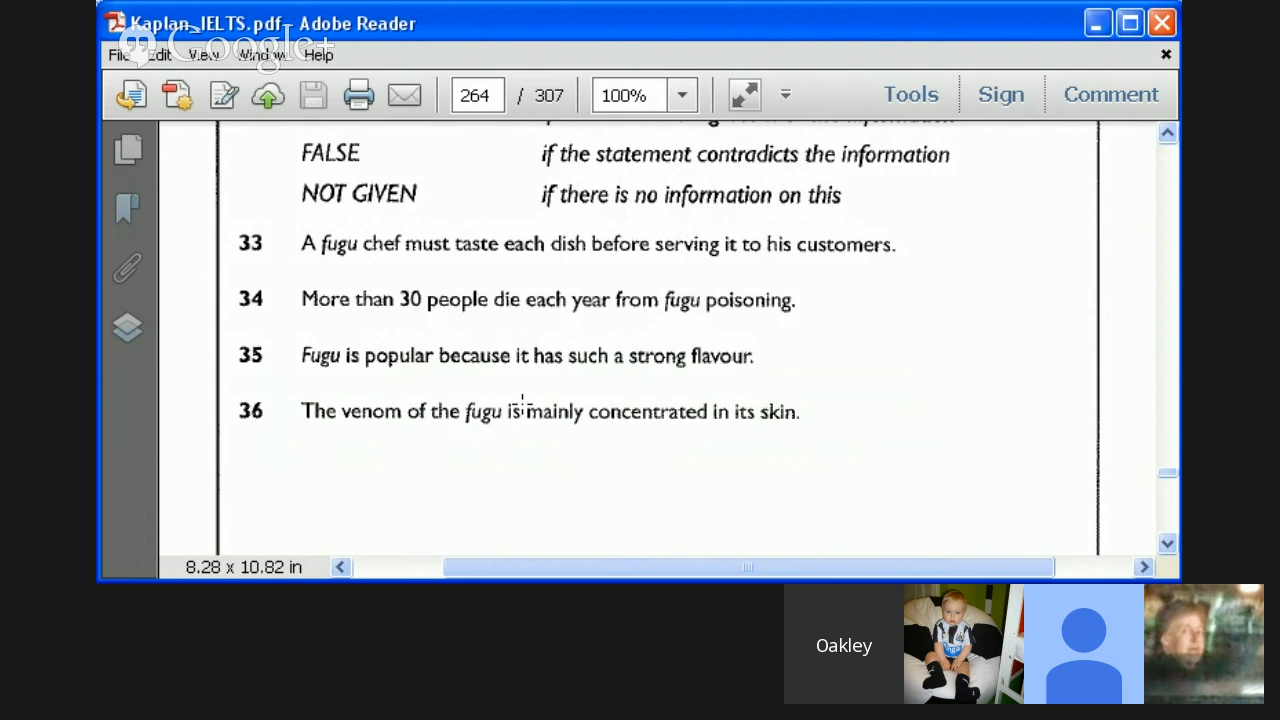 Kaplan_IELTS.pdf - Adobe Reader
Google+
File Edit View Window Help
264 / 307 100% Tools Sign Comment
FALSE if the statement contradicts the information
NOT GIVEN if there is no information on this
33 A fugu chef must taste each dish before serving it to his customers.
34 More than 30 people die each year from fugu poisoning.
35 Fugu is popular because it has such a strong flavour.
36 The venom of the fugu is mainly concentrated in its skin.
8.28 x 10.82 in
Oakley